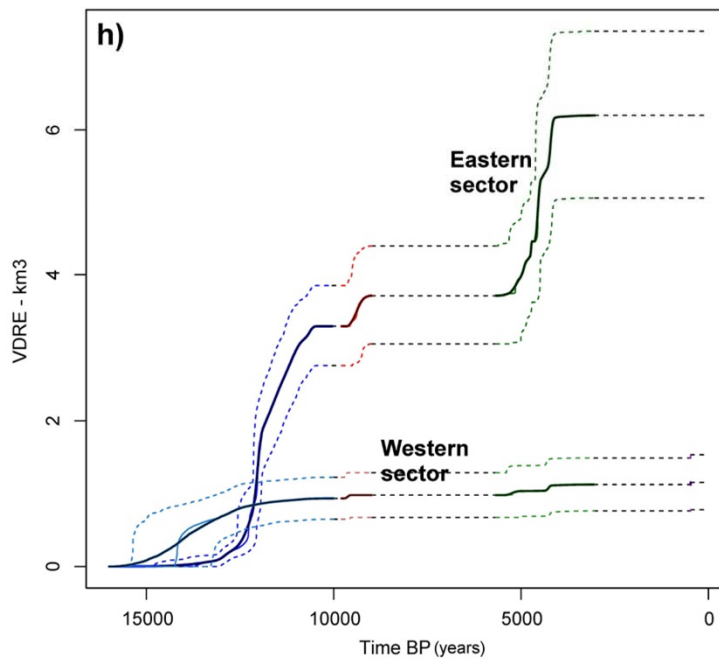 h)
6
4
2
0
VDRE - km3
Eastern
sector
Western
sector
15000 10000 5000 0
Time BP (years)